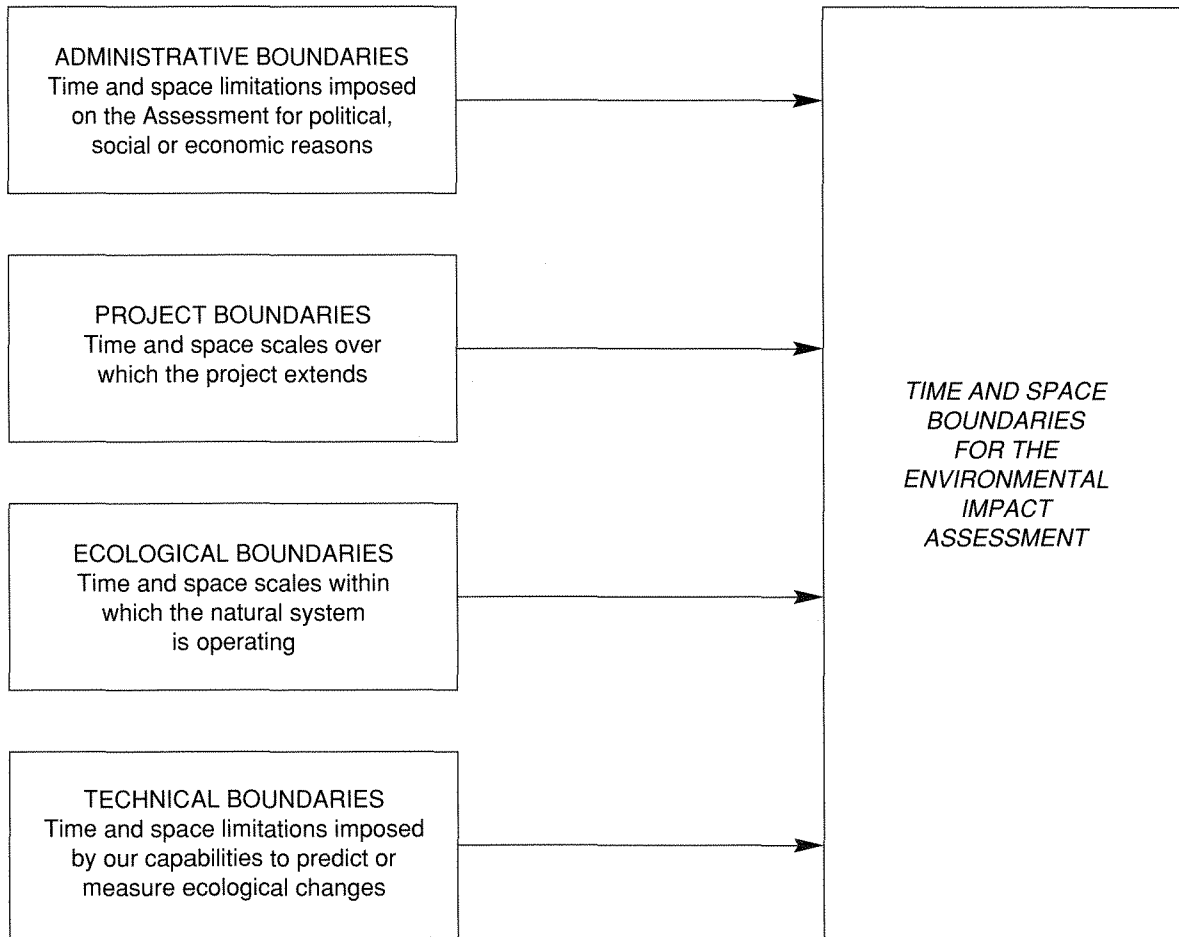 ADMINISTRATIVE BOUNDARIES
Time and space limitations imposed
on the Assessment for political,
social or economic reasons
PROJECT BOUNDARIES
Time and space scales over
which the project extends
ECOLOGICAL BOUNDARIES
Time and space scales within
which the natural system
is operating
TECHNICAL BOUNDARIES
Time and space limitations imposed
by our capabilities to predict or
measure ecological changes
TIME AND SPACE
BOUNDARIES
FOR THE
ENVIRONMENTAL
IMPACT
ASSESSMENT